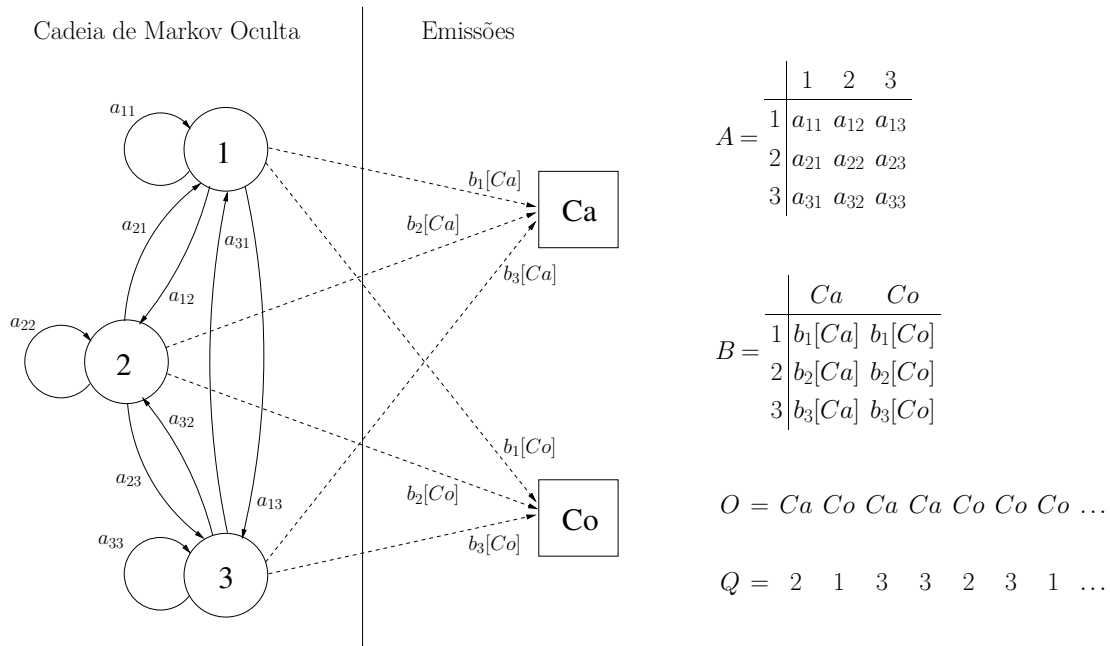 Cadeia de Markov Oculta
Emissões
a11
1
a21
a12
a31
a22
2
a32
a23
a13
a33
3
b1[Ca]
b2[Ca]
b3[Ca]
Ca
b1[Co]
b2[Co]
b3[Co]
Co
1 2 3
1 a11 a12 a13
A = 2 a21 a22 a23
3 a31 a32 a33
Ca Co
1 b1[Ca] b1[Co]
B = 2 b2[Ca] b2[Co]
3 b3[Ca] b3[Co]
O = Ca Co Ca Ca Co Co Co ...
Q = 2 1 3 3 2 3 1 ...